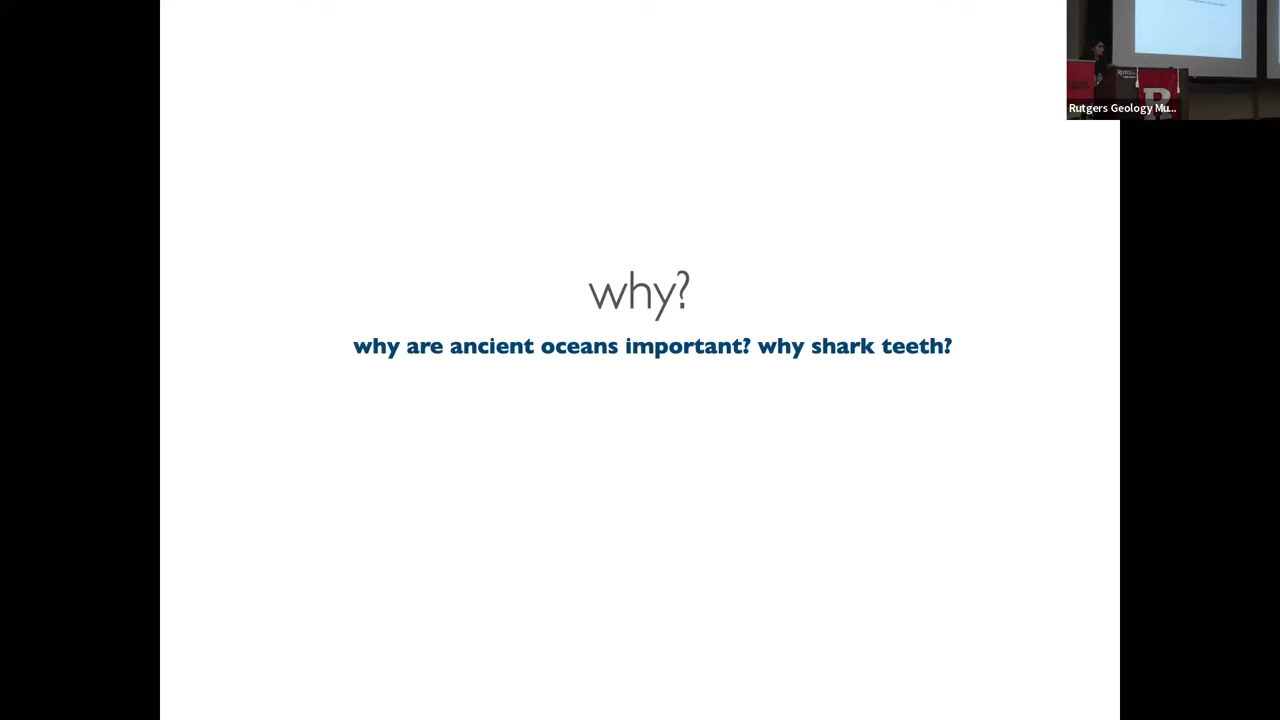 why?
why are ancient oceans important? why shark teeth?
Rutgers Geology Mu...
R